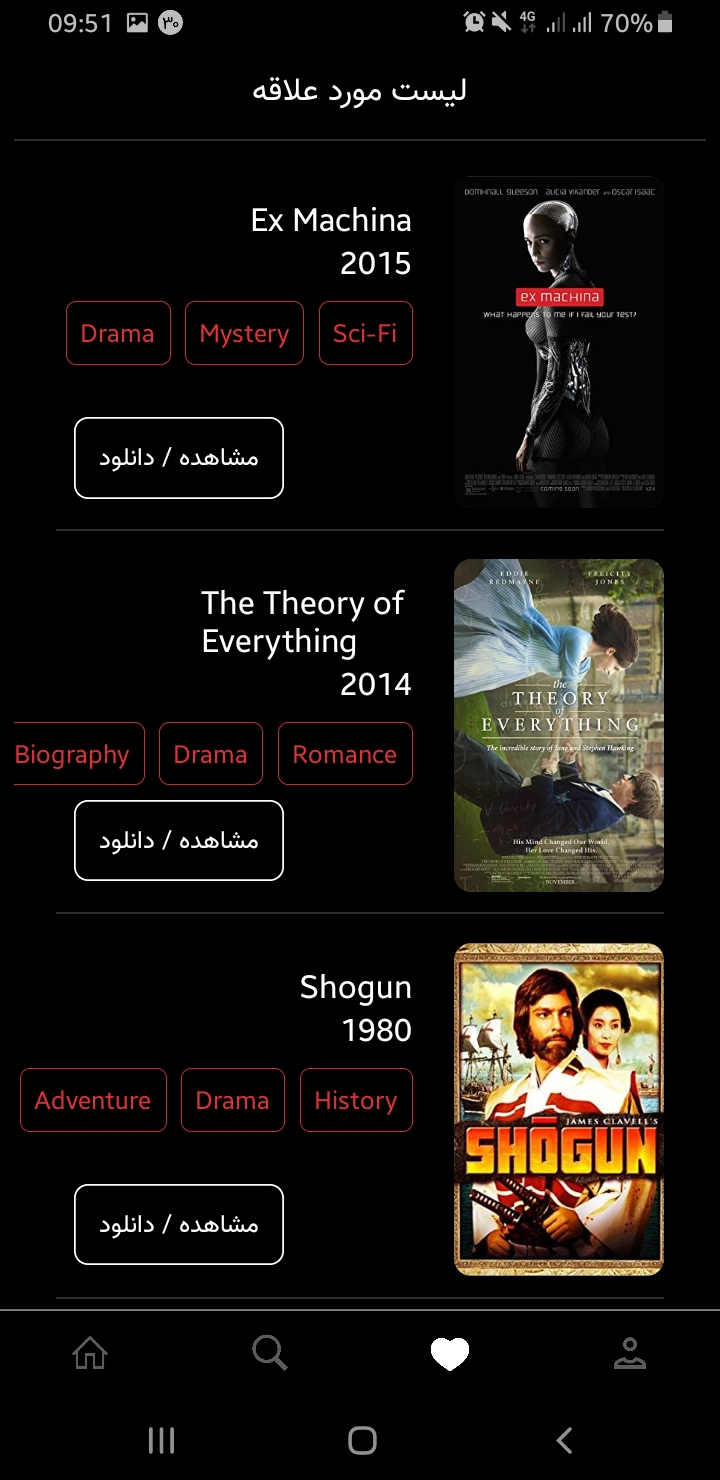 09:51
۳۰
4G
70%
لیست مورد علاقه
Ex Machina
2015
Drama Mystery Sci-Fi
مشاهده / دانلود
DOMHNALL GLEESON ALICIA VIKANDER AND OSCAR ISAAC
ex machina
WHAT HAPPENS TO ME IF I FAIL YOUR TEST?
COMING SOON
The Theory of
Everything
2014
Biography Drama Romance
مشاهده / دانلود
EDDIE REDMAYNE
FELICITY JONES
the
THEORY
of
EVERYTHING
The incredible story of Jane and Stephen Hawking
His Mind Changed Our World.
Her Love Changed His.
NOVEMBER
Shogun
1980
Adventure Drama History
مشاهده / دانلود
JAMES CLAVELL'S
SHŌGUN